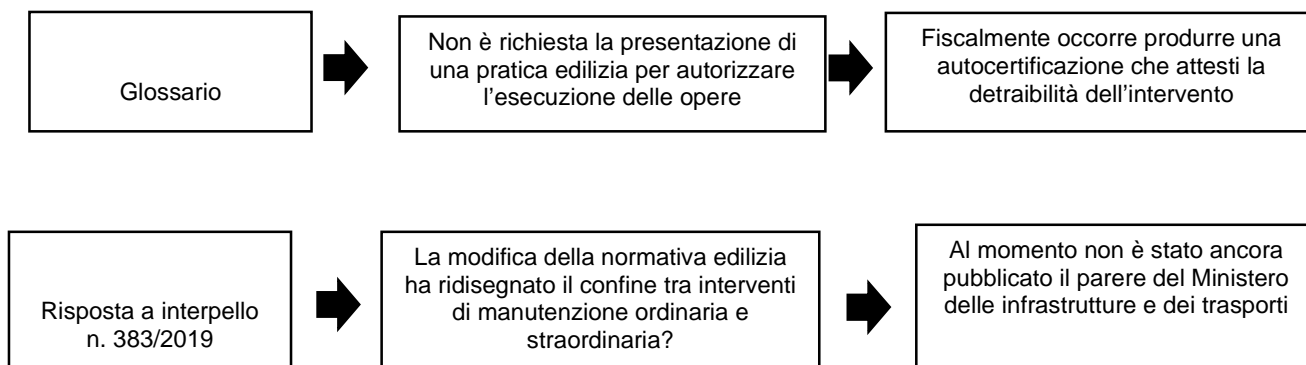 Glossario
Non è richiesta la presentazione di
una pratica edilizia per autorizzare
l'esecuzione delle opere
Fiscalmente occorre produrre una
autocertificazione che attesti la
detraibilità dell'intervento
Risposta a interpello
n. 383/2019
La modifica della normativa edilizia
ha ridisegnato il confine tra interventi
di manutenzione ordinaria e
straordinaria?
Al momento non è stato ancora
pubblicato il parere del Ministero
delle infrastrutture e dei trasporti